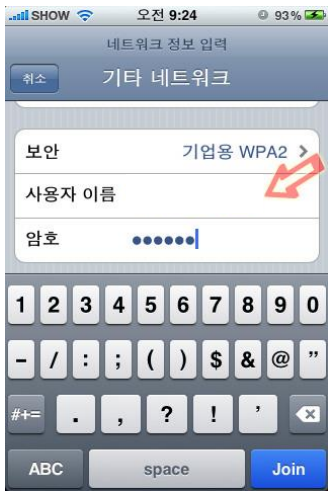 SHOW 오전 9:24 93%
네트워크 정보 입력
취소 기타 네트워크
보안 기업용 WPA2 >
사용자 이름
암호 ●●●●●●
1 2 3 4 5 6 7 8 9 0
- / : ; ( ) $ & @ "
#+= . , ? ! '
ABC space Join